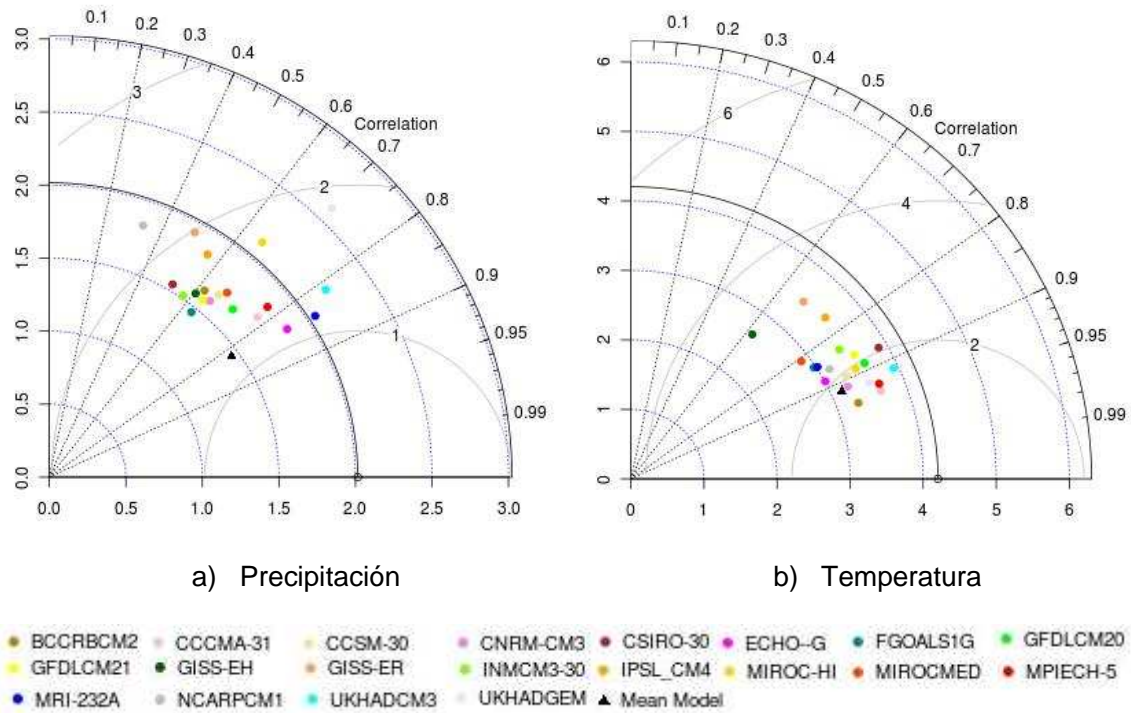 0.1 0.2 0.3 0.4 0.5 0.6 0.7 0.8 0.9 0.95 0.99
Correlation
3.0 2.5 2.0 1.5 1.0 0.5 0.0
3 2 1
0.0 0.5 1.0 1.5 2.0 2.5 3.0
0.1 0.2 0.3 0.4 0.5 0.6 0.7 0.8 0.9 0.95 0.99
Correlation
6 5 4 3 2 1 0
6 4 2
0 1 2 3 4 5 6
a) Precipitación
b) Temperatura
BCCRBCM2 CCCMA-31 CCSM-30 CNRM-CM3 CSIRO-30 ECHO--G FGOALS1G GFDLCM20
GFDLCM21 GISS-EH GISS-ER INMCM3-30 IPSL_CM4 MIROC-HI MIROCMED MPIECH-5
MRI-232A NCARPCM1 UKHADCM3 UKHADGEM Mean Model